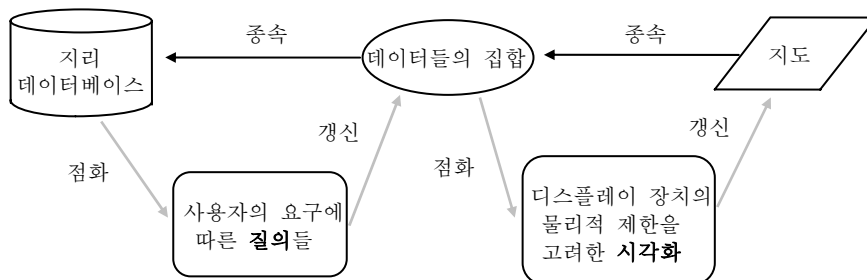 종속
종속
지리
데이터베이스
데이터들의 집합
지도
점화
갱신
점화
갱신
사용자의 요구에
따른 질의들
디스플레이 장치의
물리적 제한을
고려한 시각화